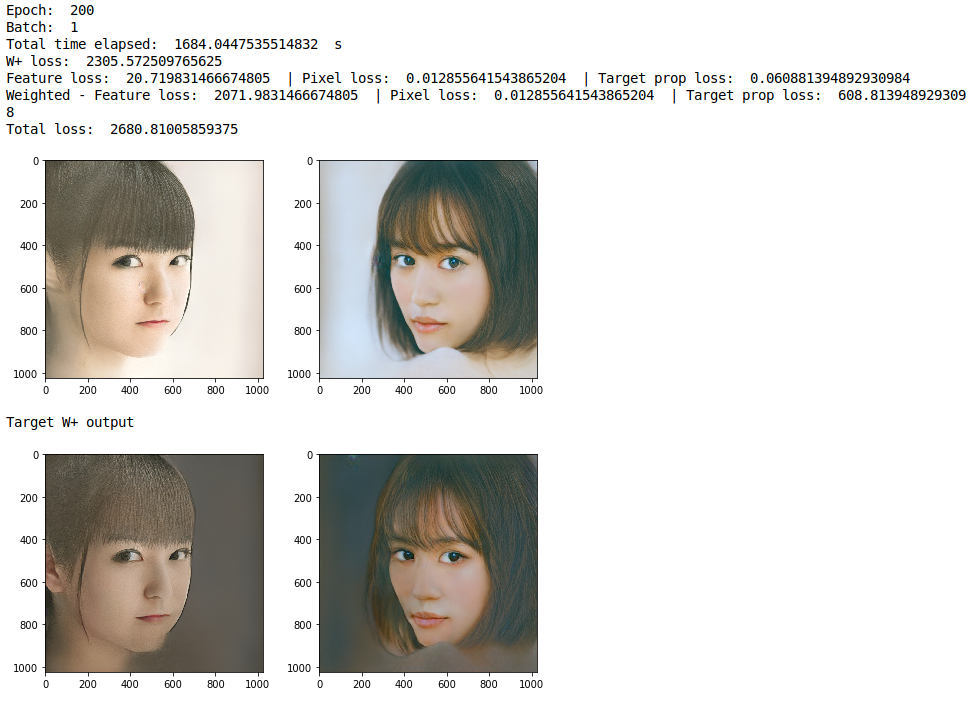 Epoch:  200
Batch:  1
Total time elapsed:  1684.0447535514832  s
W+ loss:  2305.572509765625
Feature loss:  20.719831466674805  | Pixel loss:  0.012855641543865204  | Target prop loss:  0.060881394892930984
Weighted - Feature loss:  2071.9831466674805  | Pixel loss:  0.012855641543865204  | Target prop loss:  608.813948929309
8
Total loss:  2680.81005859375
0 0
200 200
400 400
600 600
800 800
1000 1000
0 200 400 600 800 1000 0 200 400 600 800 1000
Target W+ output
0 0
200 200
400 400
600 600
800 800
1000 1000
0 200 400 600 800 1000 0 200 400 600 800 1000